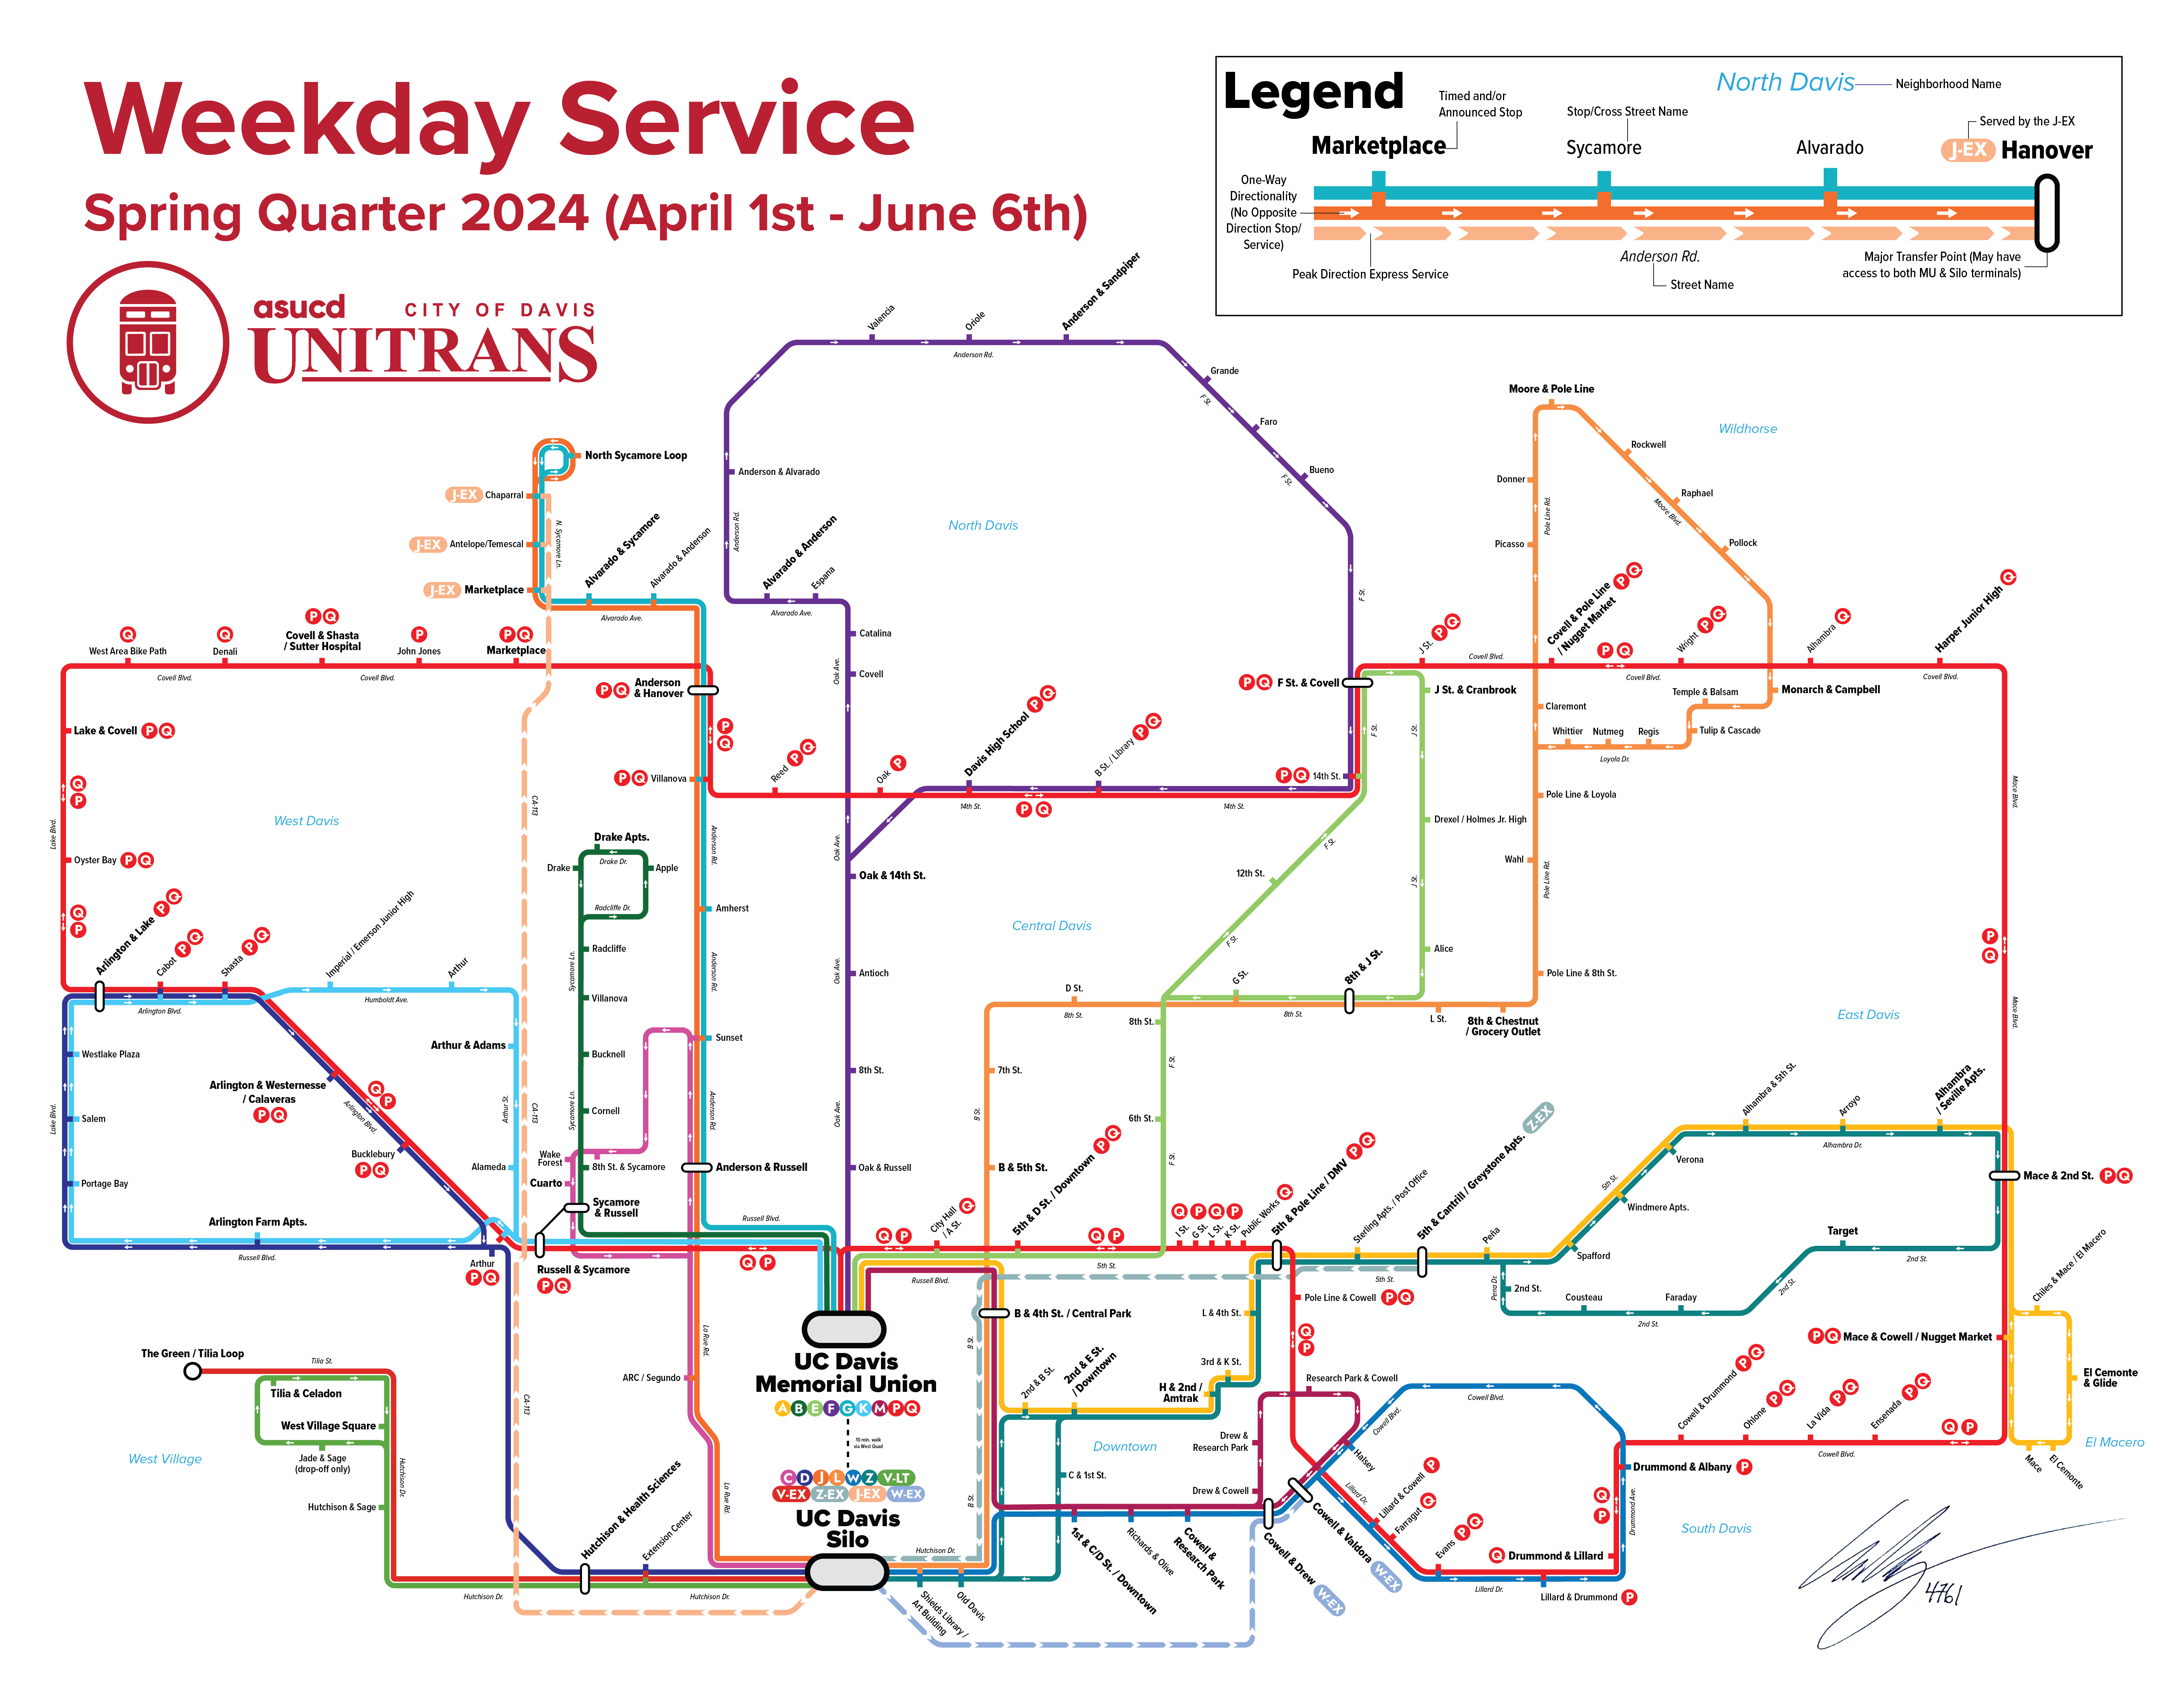 Weekday Service
Spring Quarter 2024 (April 1st - June 6th)
asucd
CITY OF DAVIS
UNITRANS
Legend
Timed and/or
Announced Stop
Marketplace
Stop/Cross Street Name
Sycamore
North Davis
Neighborhood Name
Alvarado
Served by the J-EX
J-EX Hanover
One-Way
Directionality
(No Opposite
Direction Stop/
Service)
Peak Direction Express Service
Anderson Rd.
Street Name
Major Transfer Point (May have
access to both MU & Silo terminals)
Valencia
Oriole
Anderson & Sandpiper
Anderson Rd.
Grande
F St.
Faro
Bueno
F St.
Anderson & Alvarado
Anderson Rd.
North Davis
Alvarado & Anderson
Espana
Alvarado Ave.
Catalina
Covell
Oak Ave.
F St.
Moore & Pole Line
Wildhorse
Rockwell
Donner
Raphael
Pole Line Rd.
Moore Blvd.
Picasso
Pollock
North Sycamore Loop
J-EX Chaparral
J-EX Antelope/Temescal
J-EX Marketplace
N. Sycamore Ln.
Alvarado & Sycamore
Alvarado & Anderson
Alvarado Ave.
Q
West Area Bike Path
Q
Denali
P Q
Covell & Shasta
/ Sutter Hospital
P
John Jones
P Q
Marketplace
Covell Blvd.
Covell Blvd.
P Q Anderson
& Hanover
P
Q
P Q Villanova
Reed P Q
Oak P
Davis High School P Q
B St. / Library P Q
14th St.
P Q
14th St.
P Q 14th St.
P Q F St. & Covell
J St. P Q
Covell Blvd.
Covell & Pole Line
/ Nugget Market P Q
P Q
Wright P Q
Covell Blvd.
Alhambra Q
Harper Junior High Q
Covell Blvd.
J St. & Cranbrook
F St.
J St.
Claremont
Temple & Balsam
Monarch & Campbell
Whittier
Nutmeg
Regis
Tulip & Cascade
Loyola Dr.
Pole Line & Loyola
Drexel / Holmes Jr. High
Wahl
Pole Line Rd.
Mace Blvd.
Lake & Covell P Q
Q
P
Lake Blvd.
West Davis
Oyster Bay P Q
Q
P
Arlington & Lake P Q
Cabot P Q
Shasta P Q
Imperial / Emerson Junior High
Arthur
Humboldt Ave.
Arlington Blvd.
CA-113
Drake Apts.
Drake
Drake Dr.
Apple
Radcliffe Dr.
Radcliffe
Sycamore Ln.
Villanova
Anderson Rd.
Amherst
Anderson Rd.
Sunset
Oak Ave.
Oak & 14th St.
Oak Ave.
Antioch
Central Davis
12th St.
F St.
F St.
J St.
Alice
Pole Line & 8th St.
P
Q
D St.
8th St.
G St.
8th St.
8th & J St.
L St.
8th & Chestnut
/ Grocery Outlet
Mace Blvd.
East Davis
8th St.
F St.
Westlake Plaza
Arthur & Adams
Bucknell
8th St.
7th St.
Salem
Lake Blvd.
Arlington & Westernesse
/ Calaveras
P Q
Q
P
Arlington Blvd.
Bucklebury
P Q
Arthur St.
CA-113
Cornell
Sycamore Ln.
Anderson Rd.
Oak Ave.
B St.
6th St.
F St.
Portage Bay
Alameda
Wake
Forest
8th St. & Sycamore
Cuarto
Anderson & Russell
Oak & Russell
B & 5th St.
Sycamore
& Russell
Arlington Farm Apts.
Russell Blvd.
Arthur
P Q
Russell & Sycamore
P Q
Russell Blvd.
Q P
Q P
City Hall
/ A St. Q
5th & D St. / Downtown P Q
Q P
5th St.
Russell Blvd.
Q P Q P
I St.
G St.
L St.
K St.
Public Works Q
5th & Pole Line / DMV P Q
Sterling Apts. / Post Office
5th & Cantrill / Greystone Apts. Z-EX
5th St.
Peña
Spafford
Windmere Apts.
5th St.
Verona
Alhambra & 5th St.
Arroyo
Alhambra
/ Seville Apts.
Alhambra Dr.
Mace & 2nd St. P Q
Target
2nd St.
2nd St.
Pena Dr.
2nd St.
Cousteau
Faraday
2nd St.
Chiles & Mace / El Macero
P Q Mace & Cowell / Nugget Market
El Cemonte
& Glide
El Macero
Mace
El Cemonte
B & 4th St. / Central Park
B St.
L & 4th St.
Pole Line & Cowell P Q
Q
P
3rd & K St.
H & 2nd /
Amtrak
2nd & B St.
2nd & E St.
/ Downtown
Downtown
Research Park & Cowell
Drew &
Research Park
Drew & Cowell
C & 1st St.
B St.
Cowell Blvd.
Cowell Blvd.
Halsey
Lillard Dr.
Lillard & Cowell P
Farragut Q
Evans P Q
Cowell & Drummond P Q
Ohlone P Q
La Vida P Q
Ensenada P Q
Q P
Cowell Blvd.
Drummond & Albany P
Q
P
Drummond Ave.
South Davis
Q Drummond & Lillard
Lillard Dr.
Lillard & Drummond P
Cowell & Valdora W-EX
Cowell & Drew W-EX
1st & C/D St. / Downtown
Richards & Olive
Cowell &
Research Park
The Green / Tilia Loop
Tilia St.
Tilia & Celadon
West Village Square
Jade & Sage
(drop-off only)
West Village
Hutchison Dr.
Hutchison & Sage
Hutchison Dr.
Hutchison & Health Sciences
Extension Center
Hutchison Dr.
CA-113
ARC / Segundo
La Rue Rd.
La Rue Rd.
UC Davis
Memorial Union
A B E F G K M P Q
10 min. walk
via West Quad
C D J L W Z V-LT
V-EX Z-EX J-EX W-EX
UC Davis
Silo
Hutchison Dr.
Shields Library /
Art Building
Old Davis
4761